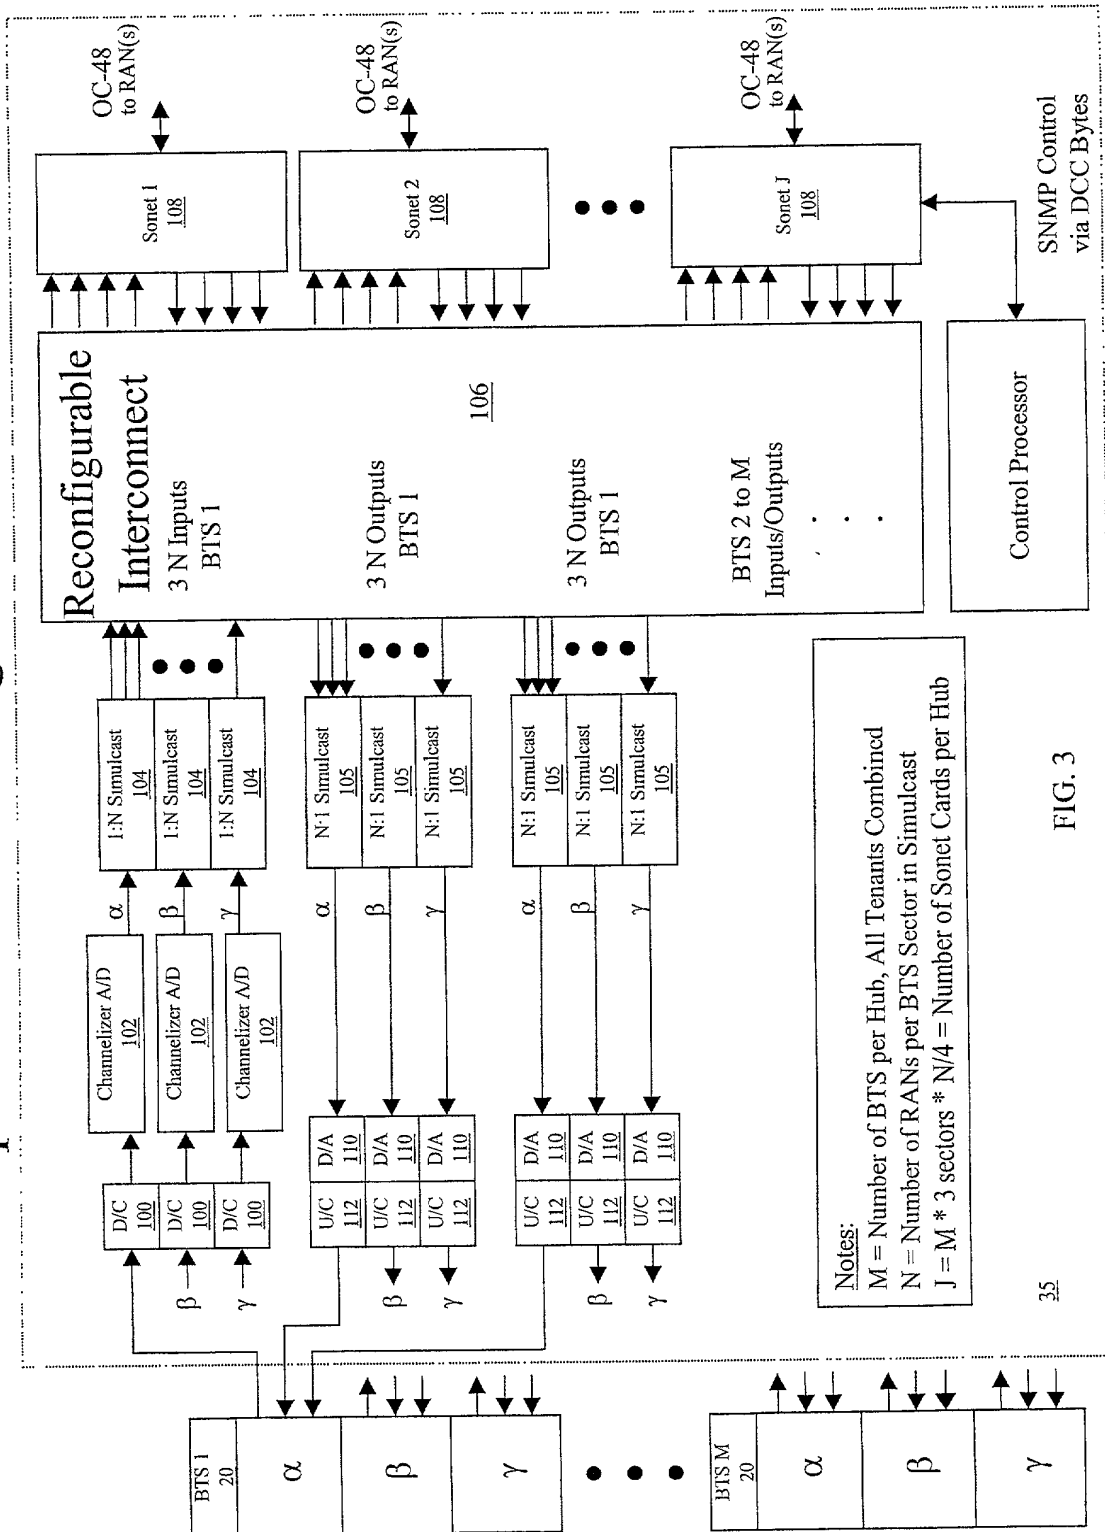 BTS 1
20
α
β
γ
BTS M
20
α
β
γ
D/C
100
D/C
100
D/C
100
β
γ
Channelizer A/D
102
Channelizer A/D
102
Channelizer A/D
102
α
β
γ
1:N Simulcast
104
1:N Simulcast
104
1:N Simulcast
104
U/C
112
D/A
110
U/C
112
D/A
110
U/C
112
D/A
110
β
γ
α
β
γ
N:1 Simulcast
105
N:1 Simulcast
105
N:1 Simulcast
105
U/C
112
D/A
110
U/C
112
D/A
110
U/C
112
D/A
110
β
γ
α
β
γ
N:1 Simulcast
105
N:1 Simulcast
105
N:1 Simulcast
105
Reconfigurable
Interconnect
3 N Inputs
BTS 1
3 N Outputs
BTS 1
106
3 N Outputs
BTS 1
BTS 2 to M
Inputs/Outputs
Sonet 1
108
OC-48
to RAN(s)
Sonet 2
108
OC-48
to RAN(s)
Sonet J
108
OC-48
to RAN(s)
Control Processor
SNMP Control
via DCC Bytes
Notes:
M = Number of BTS per Hub, All Tenants Combined
N = Number of RANs per BTS Sector in Simulcast
J = M * 3 sectors * N/4 = Number of Sonet Cards per Hub
35
FIG. 3